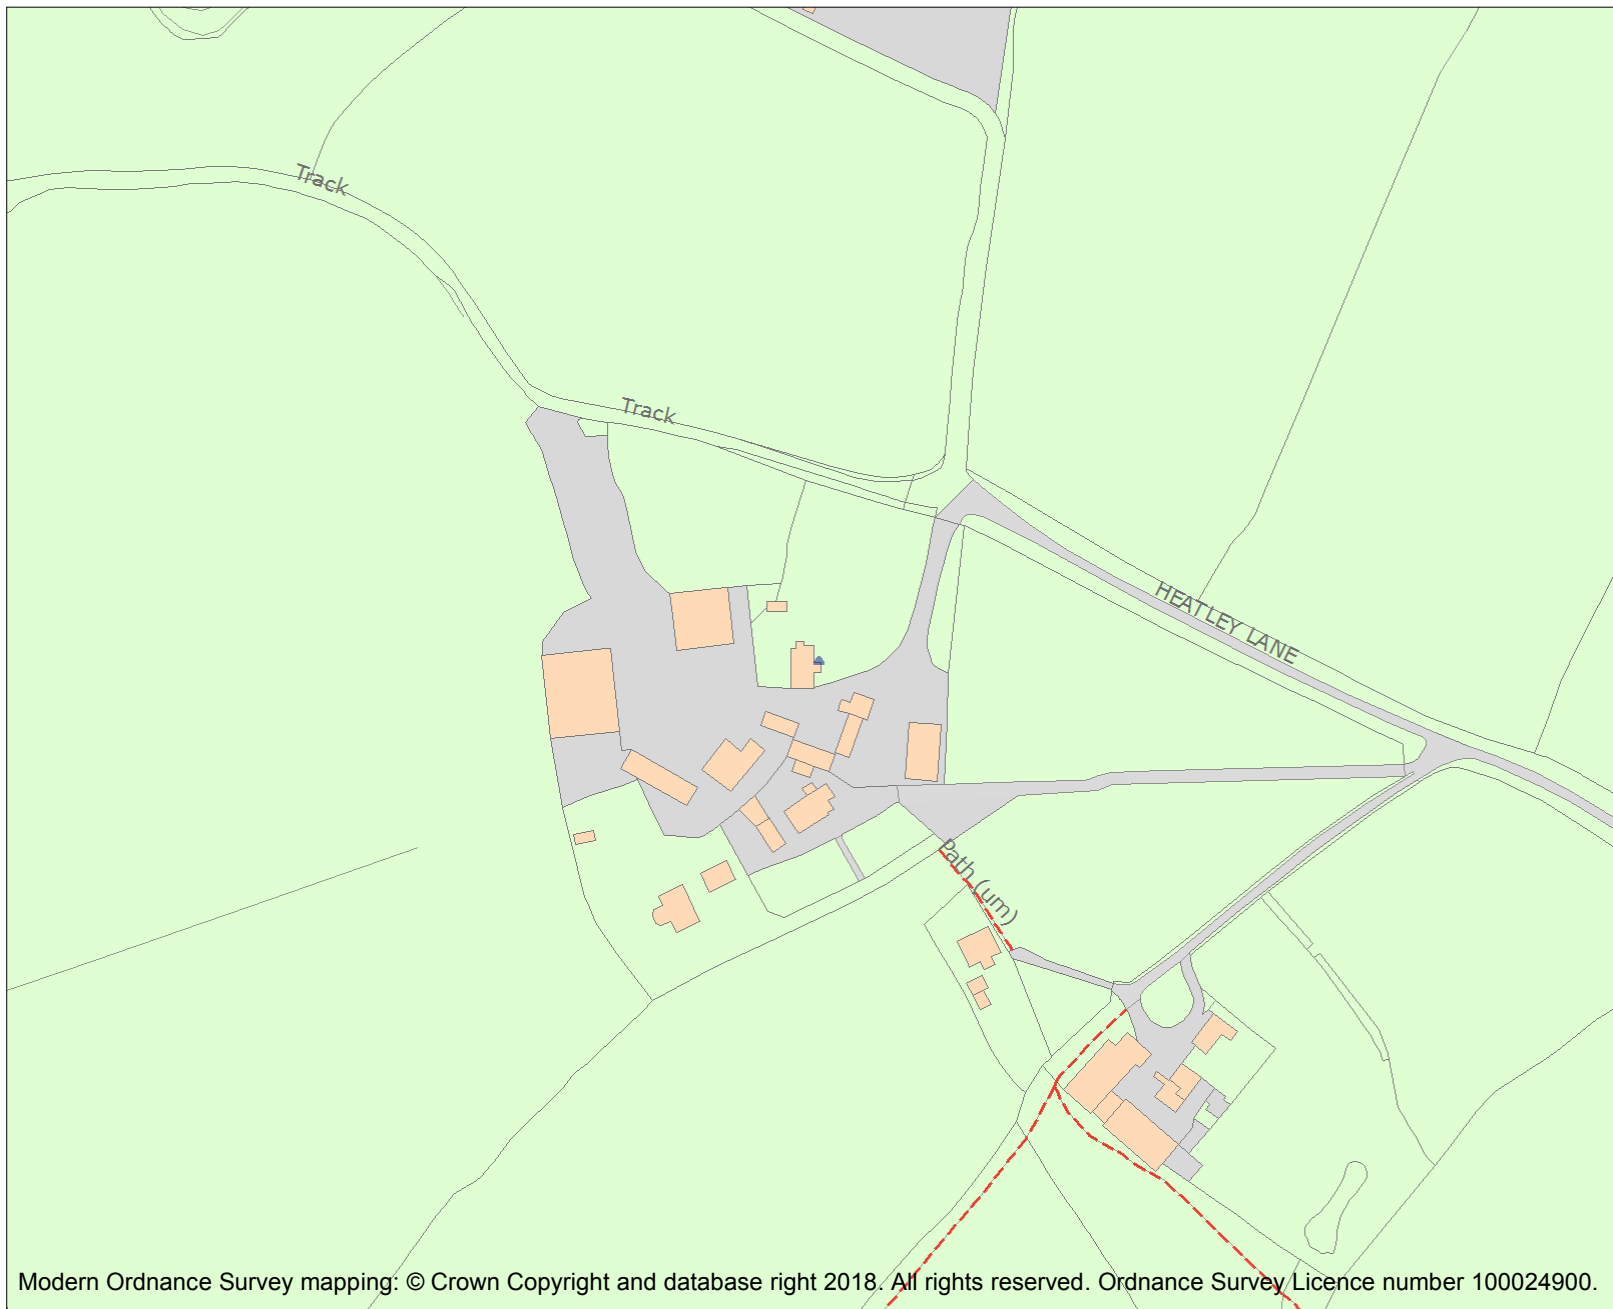 Track
Track
HEATLEY LANE
Path (um)
Modern Ordnance Survey mapping: © Crown Copyright and database right 2018. All rights reserved. Ordnance Survey Licence number 100024900.